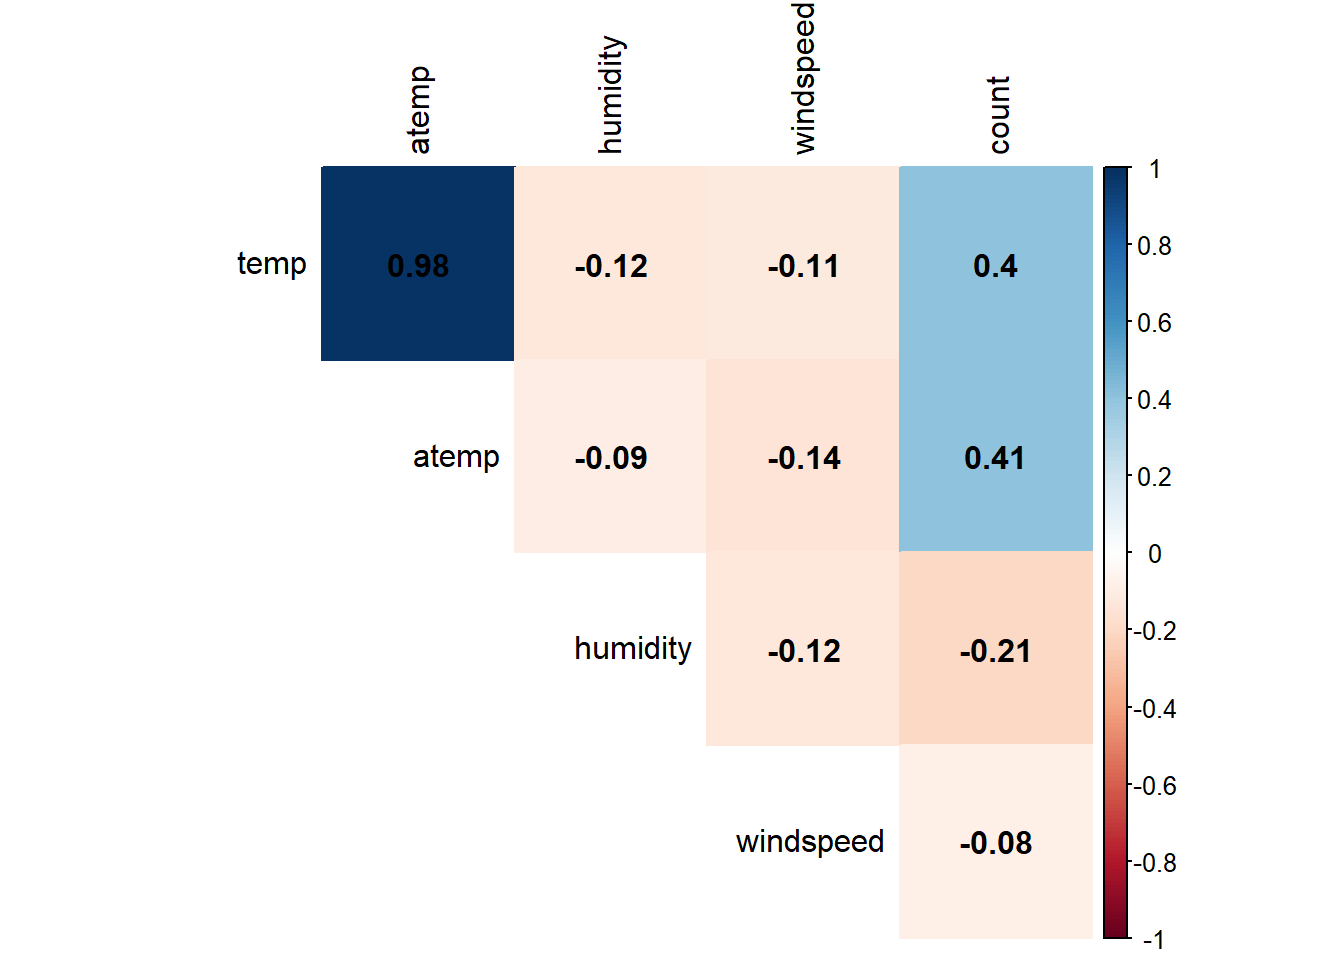 atemp humidity windspeed count
temp 0.98 -0.12 -0.11 0.4
atemp -0.09 -0.14 0.41
humidity -0.12 -0.21
windspeed -0.08
1
0.8
0.6
0.4
0.2
0
-0.2
-0.4
-0.6
-0.8
-1